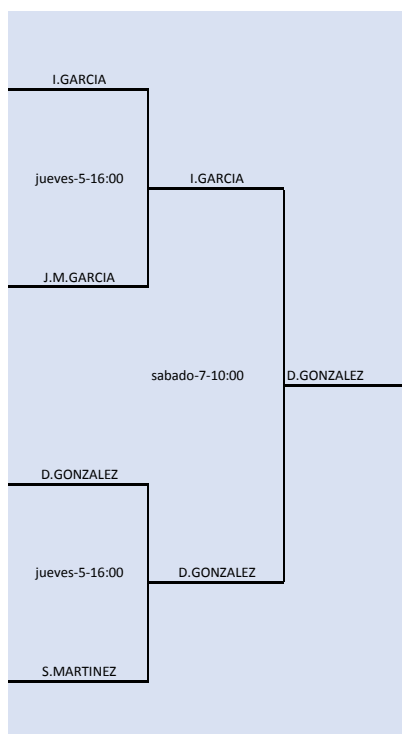 I.GARCIA
jueves-5-16:00
I.GARCIA
J.M.GARCIA
sabado-7-10:00
D.GONZALEZ
D.GONZALEZ
jueves-5-16:00
D.GONZALEZ
S.MARTINEZ